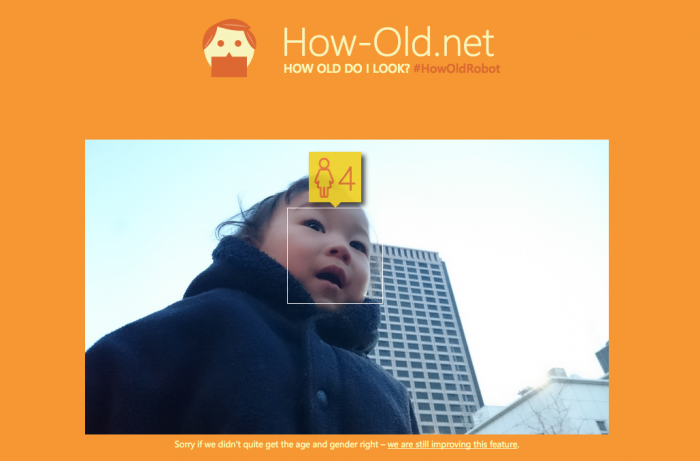 How-Old.net
HOW OLD DO I LOOK? #HowOldRobot
4
Sorry if we didn't quite get the age and gender right – we are still improving this feature.